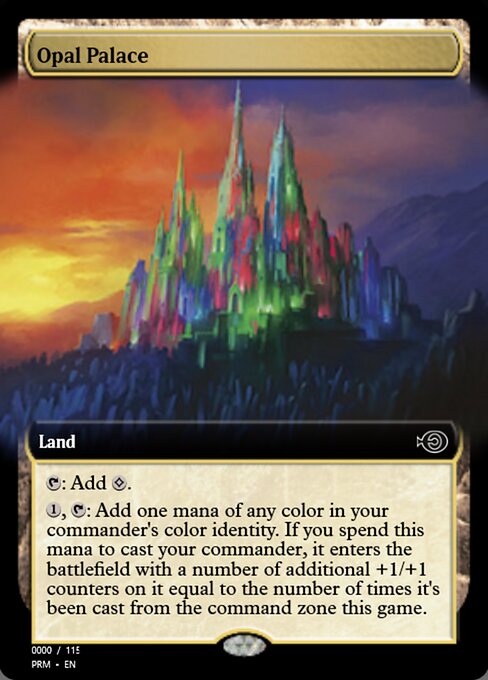 Opal Palace
Land
: Add .
1, : Add one mana of any color in your
commander's color identity. If you spend this
mana to cast your commander, it enters the
battlefield with a number of additional +1/+1
counters on it equal to the number of times it's
been cast from the command zone this game.
0000 / 115
PRM • EN